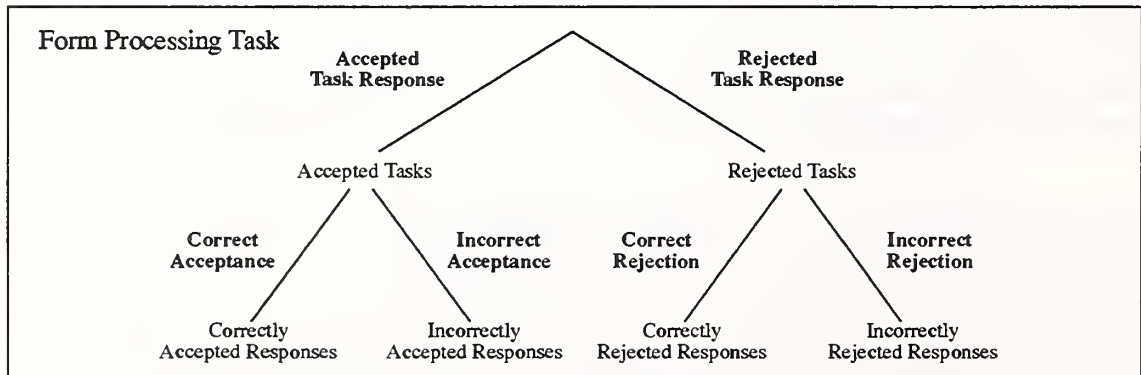 Form Processing Task
Accepted
Task Response
Rejected
Task Response
Accepted Tasks
Rejected Tasks
Correct
Acceptance
Incorrect
Acceptance
Correct
Rejection
Incorrect
Rejection
Correctly
Accepted Responses
Incorrectly
Accepted Responses
Correctly
Rejected Responses
Incorrectly
Rejected Responses